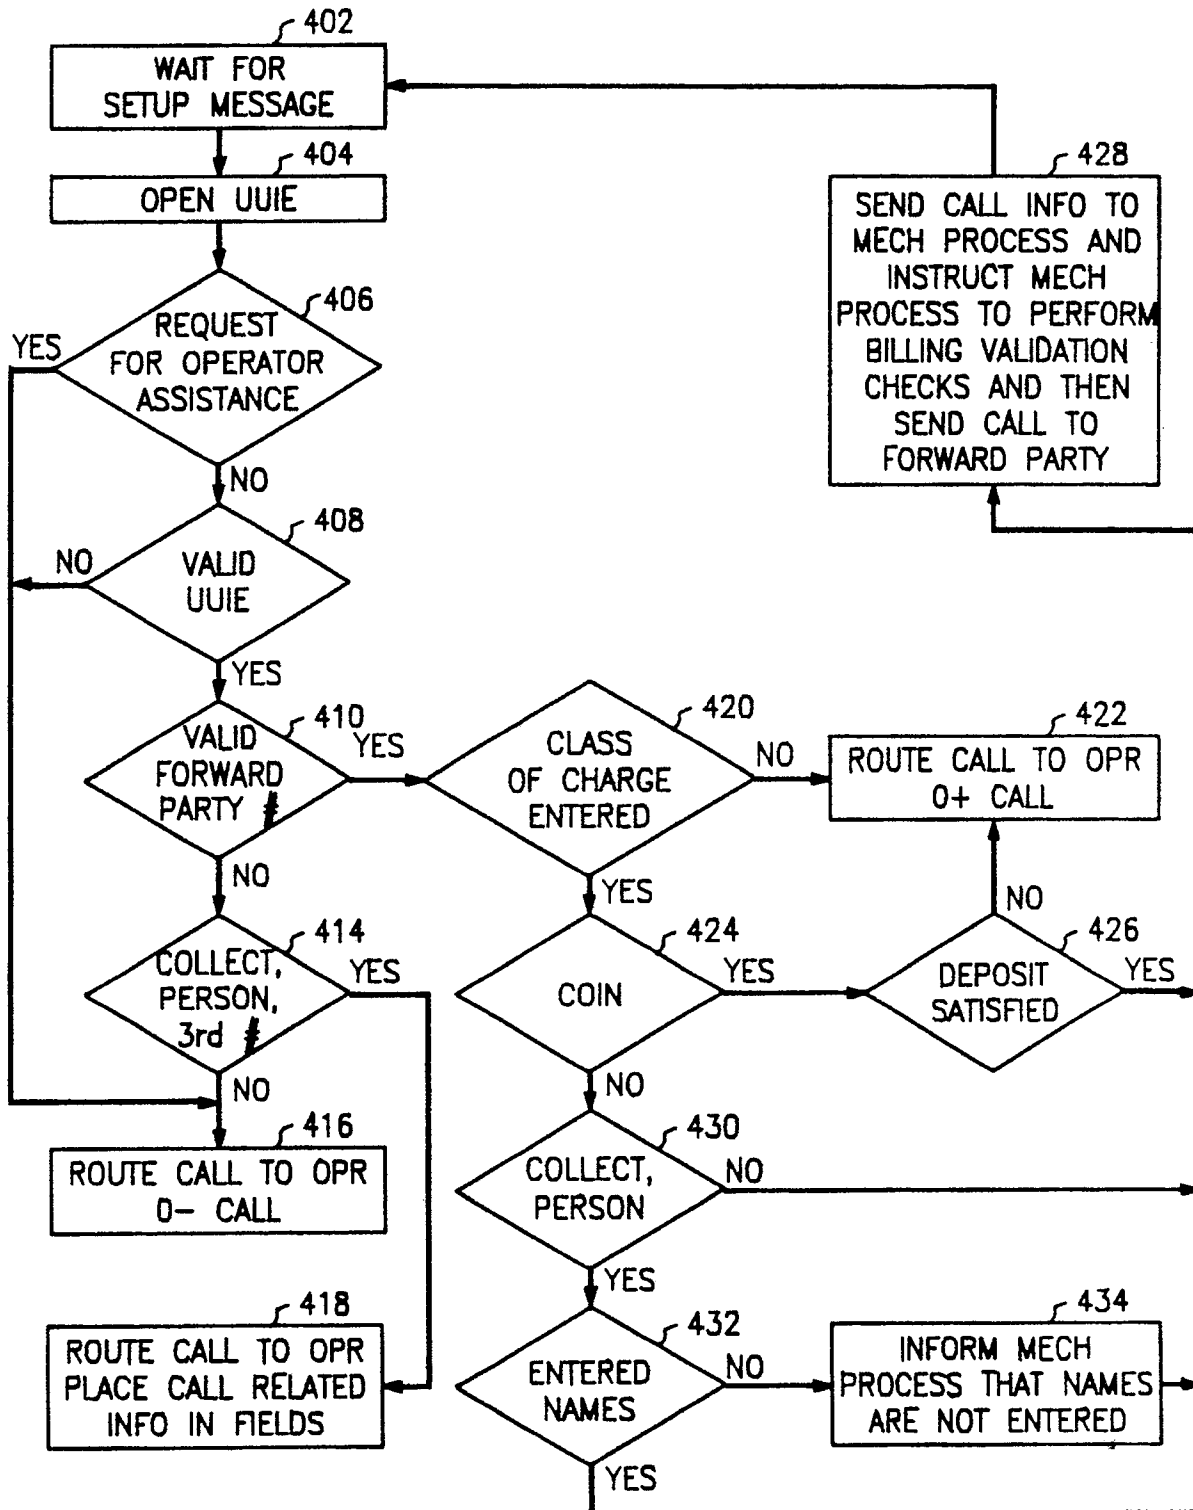 402
WAIT FOR
SETUP MESSAGE
404
OPEN UUIE
406
REQUEST
FOR OPERATOR
ASSISTANCE
YES
NO
408
VALID
UUIE
NO
YES
410
VALID
FORWARD
PARTY #
YES
NO
414
COLLECT,
PERSON,
3rd #
YES
NO
416
ROUTE CALL TO OPR
0- CALL
418
ROUTE CALL TO OPR
PLACE CALL RELATED
INFO IN FIELDS
420
CLASS
OF CHARGE
ENTERED
NO
YES
422
ROUTE CALL TO OPR
0+ CALL
424
COIN
YES
NO
426
DEPOSIT
SATISFIED
NO
YES
428
SEND CALL INFO TO
MECH PROCESS AND
INSTRUCT MECH
PROCESS TO PERFORM
BILLING VALIDATION
CHECKS AND THEN
SEND CALL TO
FORWARD PARTY
430
COLLECT,
PERSON
NO
YES
432
ENTERED
NAMES
NO
YES
434
INFORM MECH
PROCESS THAT NAMES
ARE NOT ENTERED